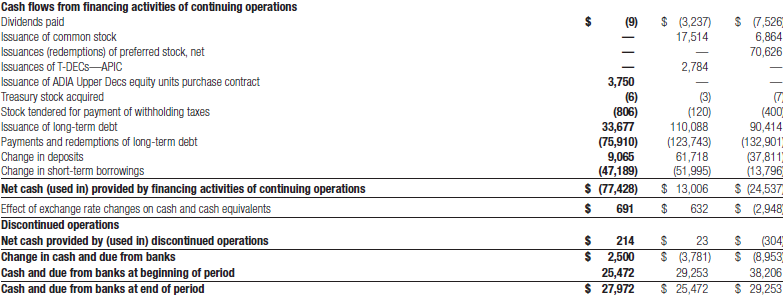 Cash flows from financing activities of continuing operations
Dividends paid $ (9) $ (3,237) $ (7,526)
Issuance of common stock — 17,514 6,864
Issuances (redemptions) of preferred stock, net — — 70,626
Issuances of T-DECs—APIC — 2,784 —
Issuance of ADIA Upper Decs equity units purchase contract 3,750 — —
Treasury stock acquired (6) (3) (7)
Stock tendered for payment of withholding taxes (806) (120) (400)
Issuance of long-term debt 33,677 110,088 90,414
Payments and redemptions of long-term debt (75,910) (123,743) (132,901)
Change in deposits 9,065 61,718 (37,811)
Change in short-term borrowings (47,189) (51,995) (13,796)
Net cash (used in) provided by financing activities of continuing operations $ (77,428) $ 13,006 $ (24,537)
Effect of exchange rate changes on cash and cash equivalents $ 691 $ 632 $ (2,948)
Discontinued operations
Net cash provided by (used in) discontinued operations $ 214 $ 23 $ (304)
Change in cash and due from banks $ 2,500 $ (3,781) $ (8,953)
Cash and due from banks at beginning of period 25,472 29,253 38,206
Cash and due from banks at end of period $ 27,972 $ 25,472 $ 29,253